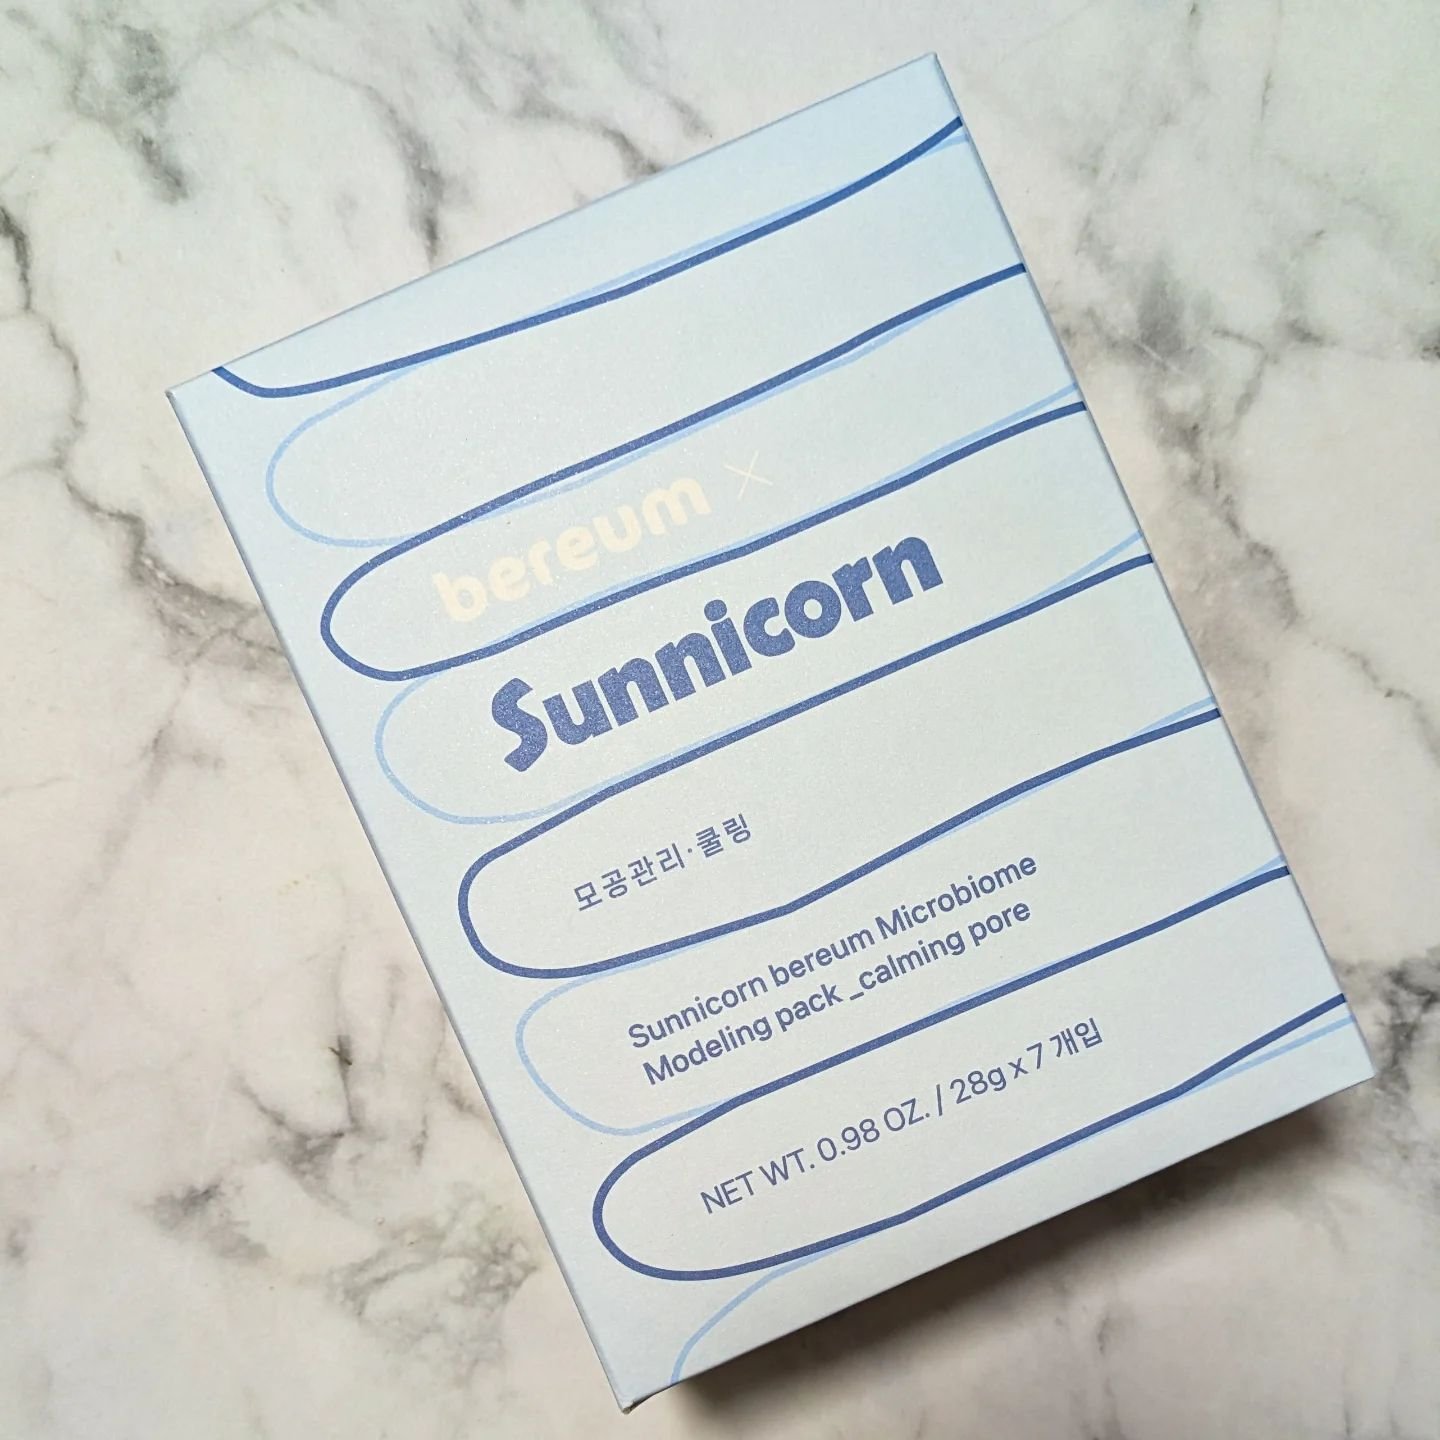 bereum ×
Sunnicorn
모공관리·쿨링
Sunnicorn bereum Microbiome
Modeling pack _calming pore
NET WT. 0.98 OZ. / 28g x 7 개입